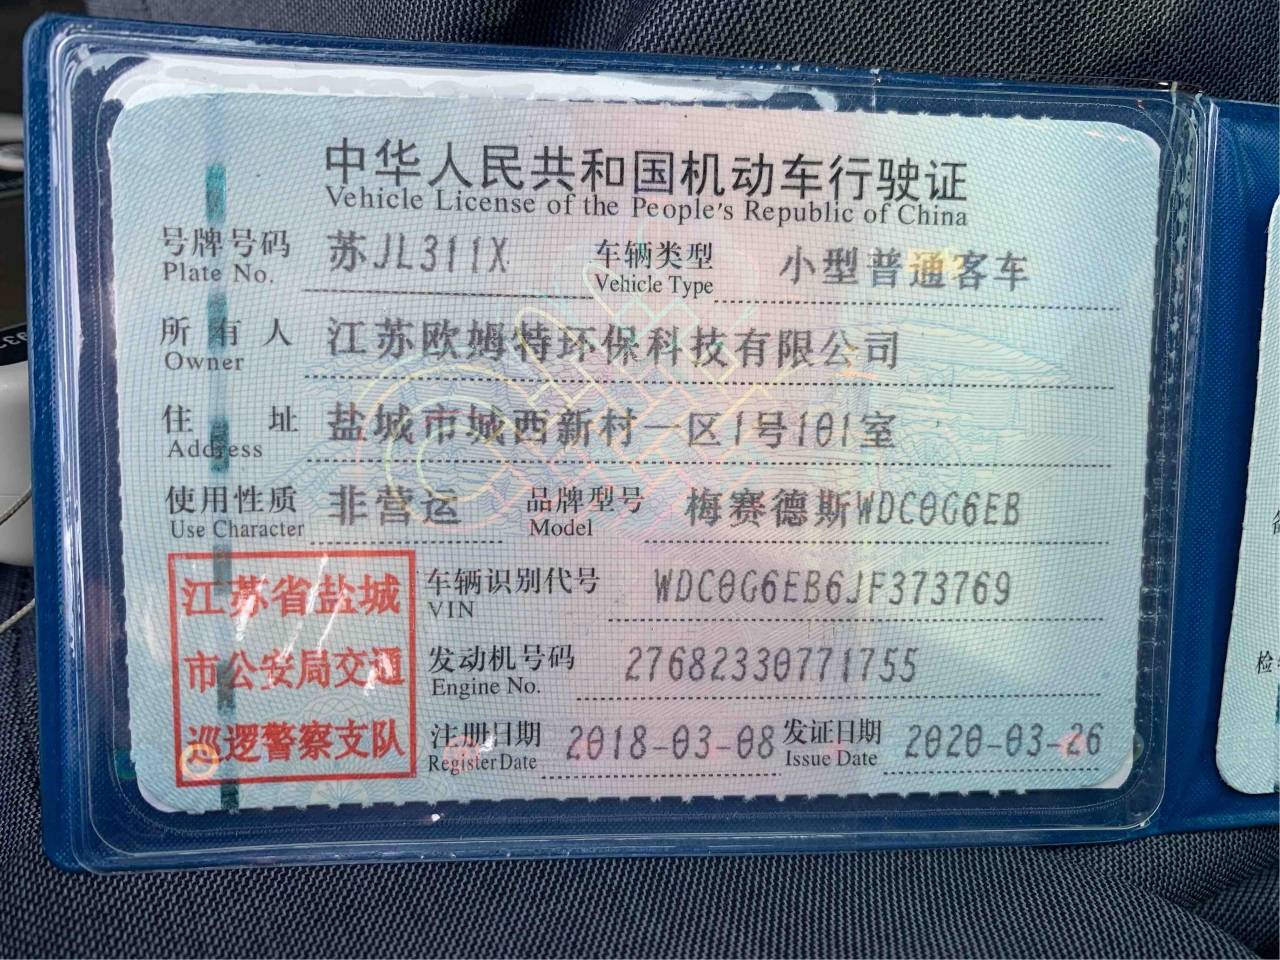 中华人民共和国机动车行驶证
Vehicle License of the People's Republic of China
号牌号码 苏JL311X 车辆类型 小型普通客车
Plate No. Vehicle Type
所有人 江苏欧姆特环保科技有限公司
Owner
住址 盐城市城西新村一区1号101室
Address
使用性质 非营运 品牌型号 梅赛德斯WDC0G6EB
Use Character Model
江苏省盐城
市公安局交通
巡逻警察支队
车辆识别代号 WDC0G6EB6JF373769
VIN
发动机号码 27682330771755
Engine No.
注册日期 2018-03-08 发证日期 2020-03-26
Register Date Issue Date